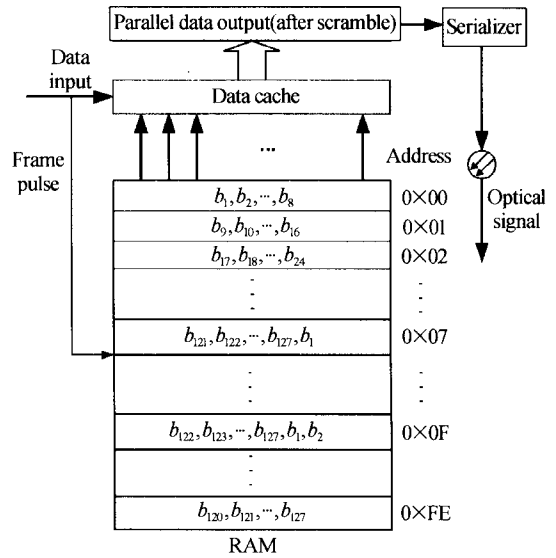 Parallel data output(after scramble)
Serializer
Data
input
Data cache
Frame
pulse
...
Address
Optical
signal
b₁,b₂,···,b₈ 0×00
b₉,b₁₀,···,b₁₆ 0×01
b₁₇,b₁₈,···,b₂₄ 0×02
b₁₂₁,b₁₂₂,···,b₁₂₇,b₁ 0×07
b₁₂₂,b₁₂₃,···,b₁₂₇,b₁,b₂ 0×0F
b₁₂₀,b₁₂₁,···,b₁₂₇ 0×FE
RAM